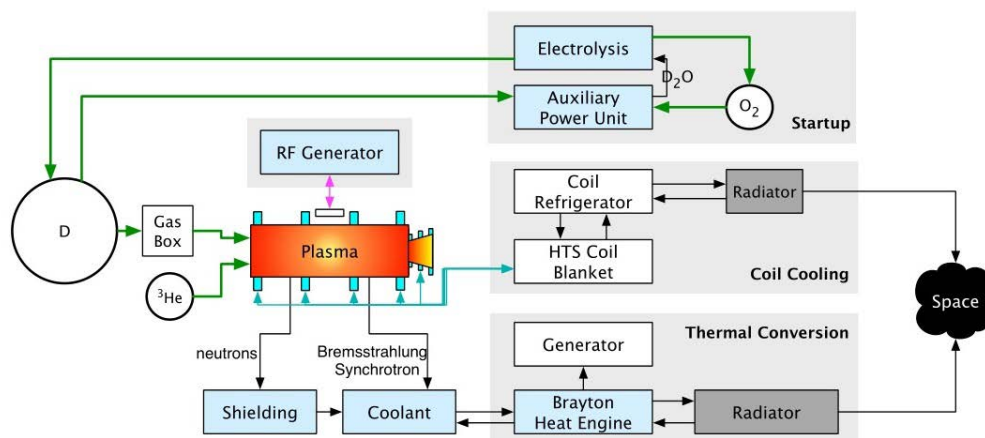 Electrolysis
D₂O
Auxiliary
Power Unit
O₂
Startup
RF Generator
D
Gas
Box
Plasma
³He
Coil
Refrigerator
Radiator
HTS Coil
Blanket
Coil Cooling
Space
neutrons
Bremsstrahlung
Synchrotron
Thermal Conversion
Generator
Shielding
Coolant
Brayton
Heat Engine
Radiator